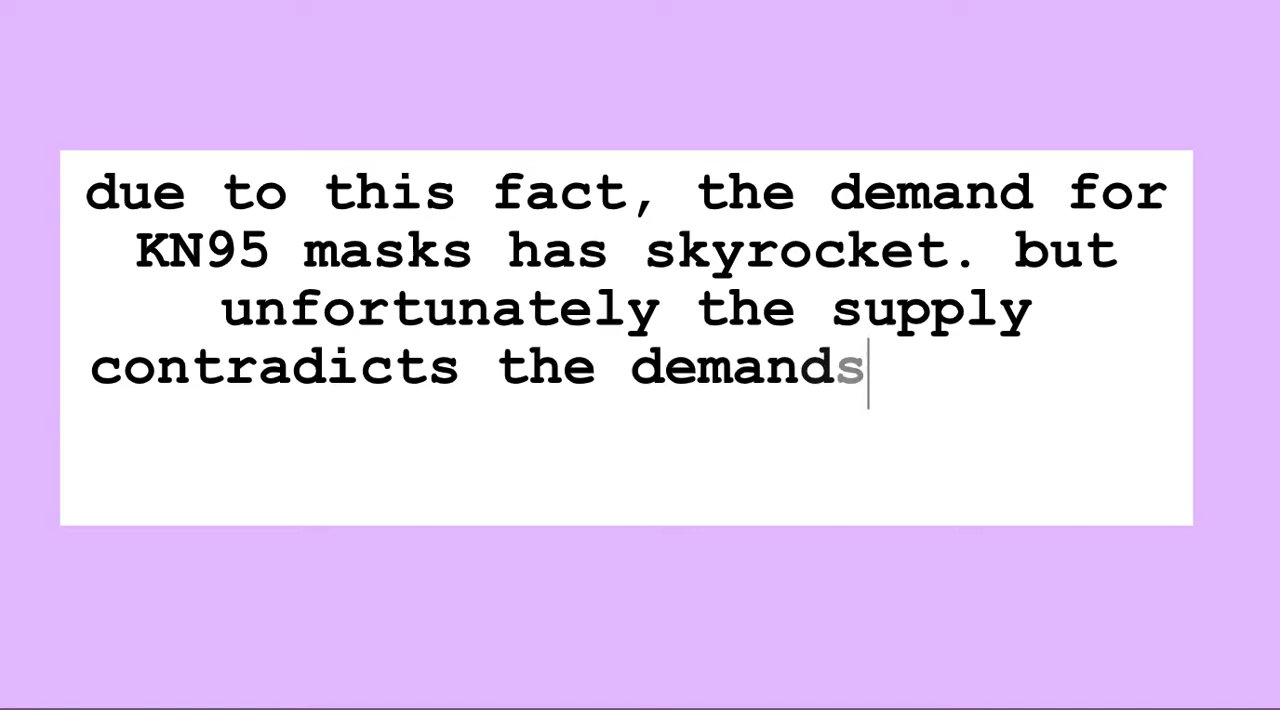 due to this fact, the demand for
KN95 masks has skyrocket. but
unfortunately the supply
contradicts the demands